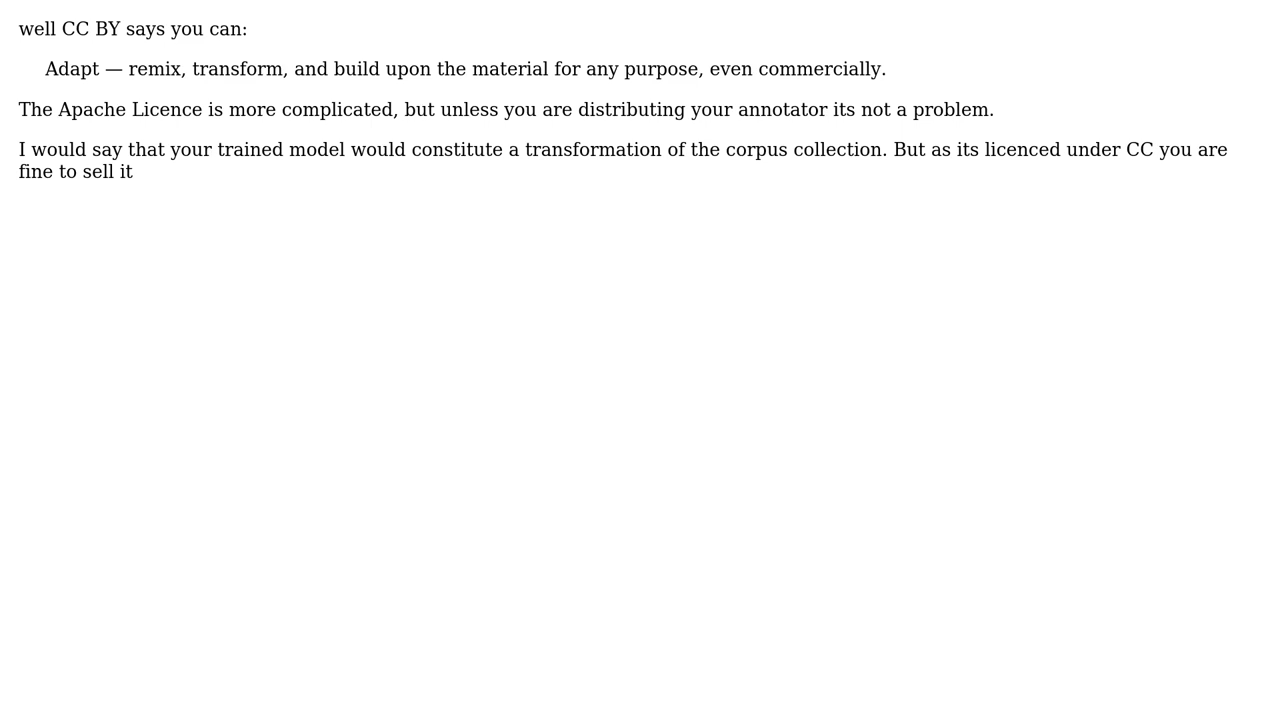 well CC BY says you can:
Adapt — remix, transform, and build upon the material for any purpose, even commercially.
The Apache Licence is more complicated, but unless you are distributing your annotator its not a problem.
I would say that your trained model would constitute a transformation of the corpus collection. But as its licenced under CC you are
fine to sell it